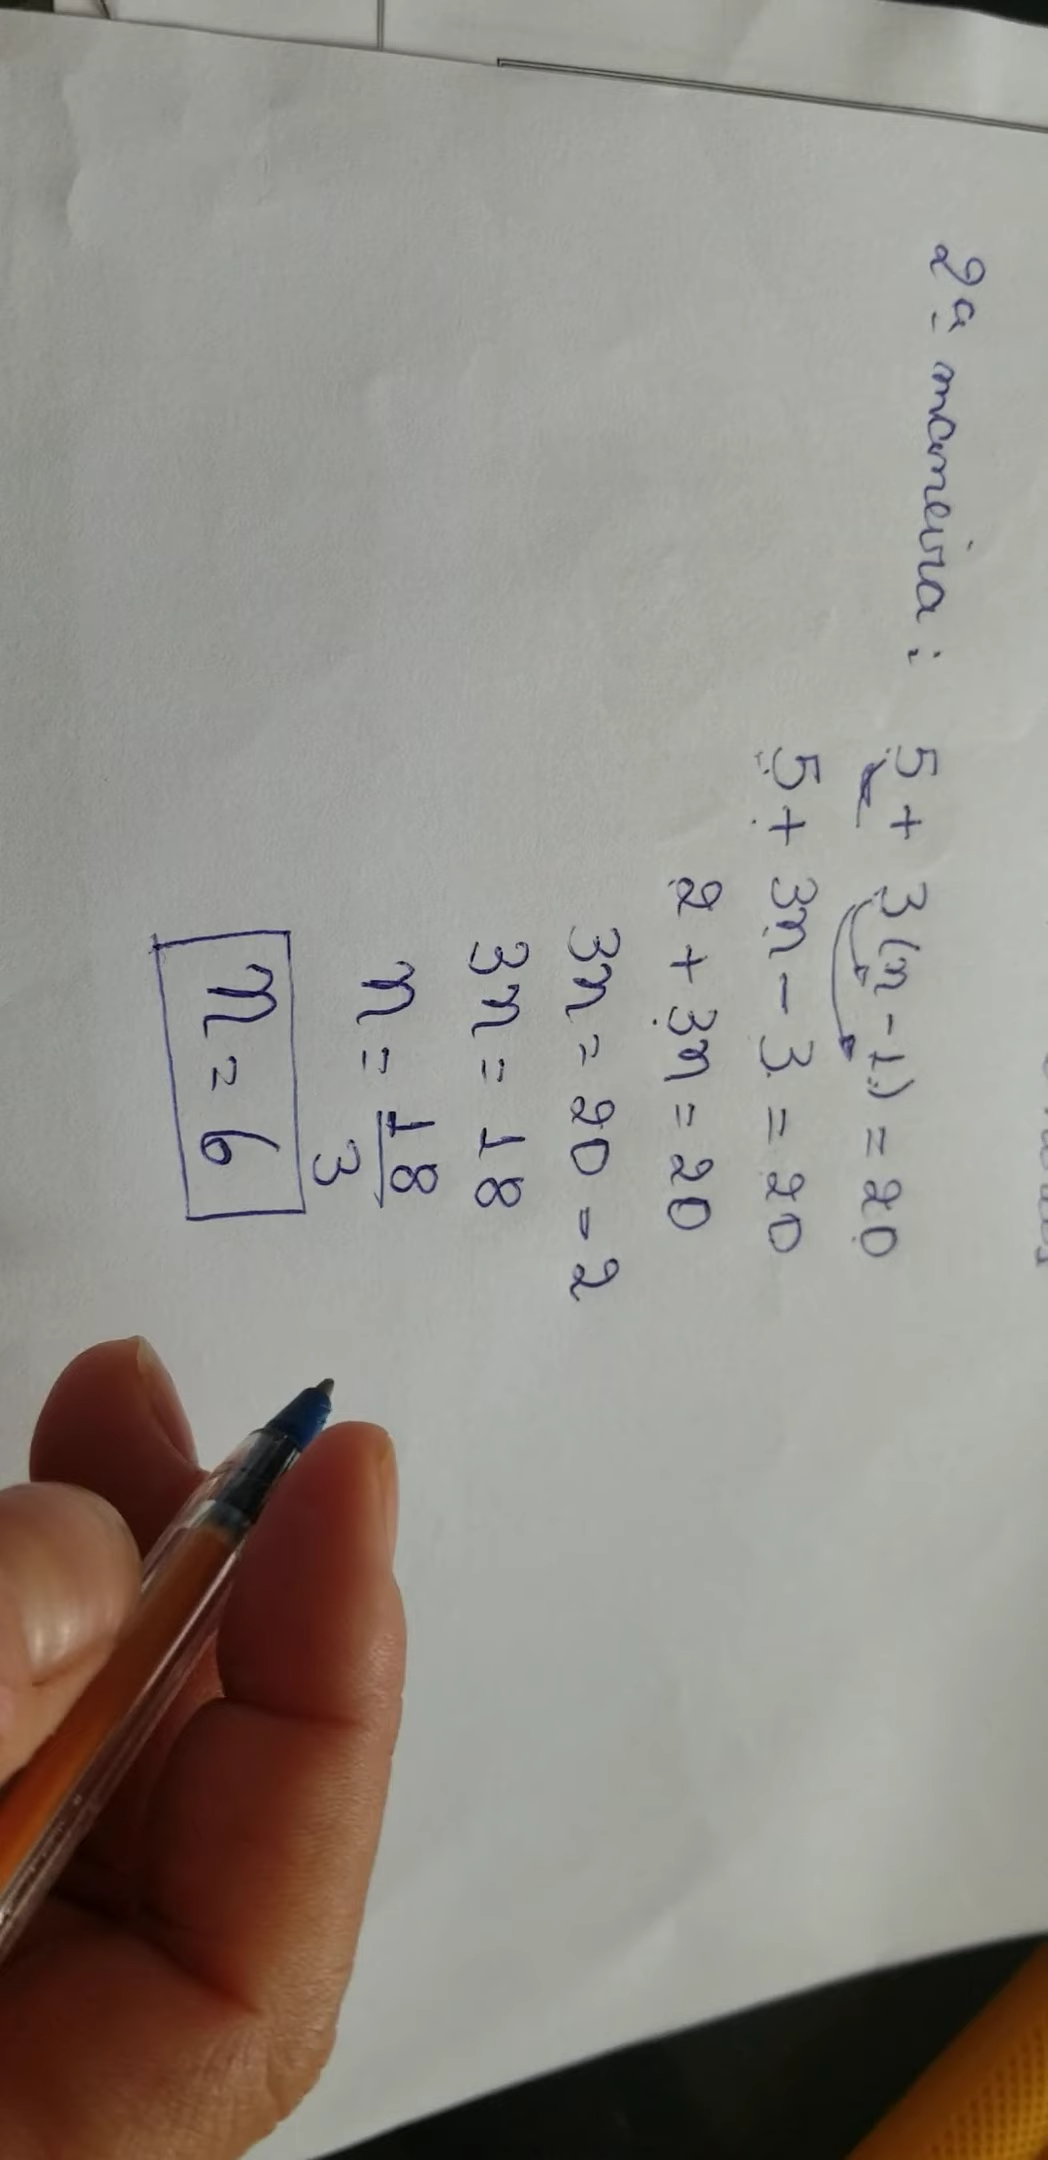 2ª maneira: 5 + 3(n - 1) = 20
5 + 3n - 3 = 20
2 + 3n = 20
3n = 20 - 2
3n = 18
n = 18/3
n = 6